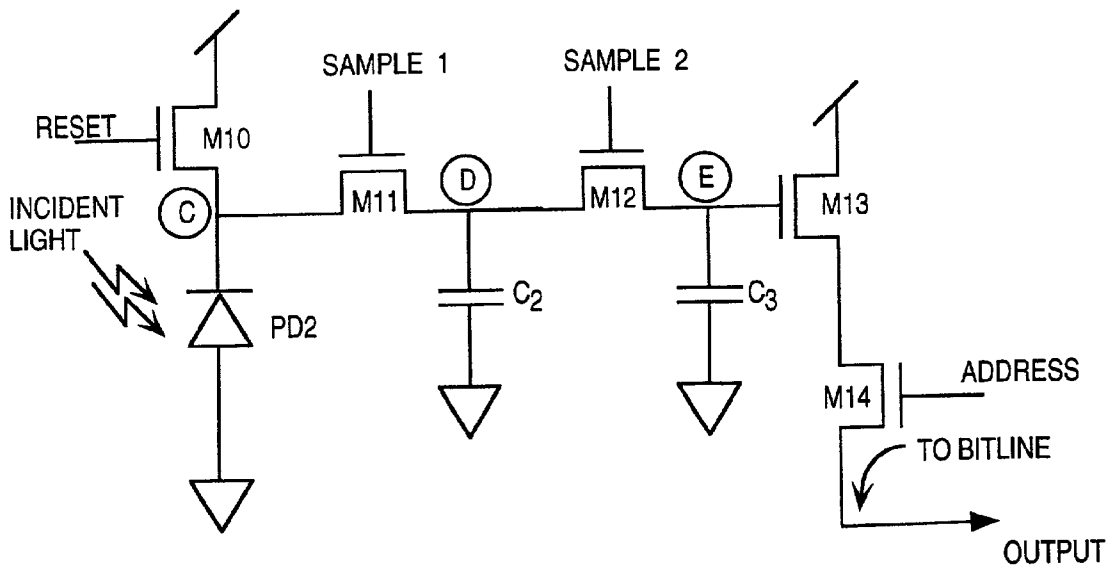 SAMPLE 1
SAMPLE 2
RESET
M10
M11
D
M12
E
M13
INCIDENT
LIGHT
C
PD2
C2
C3
M14
ADDRESS
TO BITLINE
OUTPUT